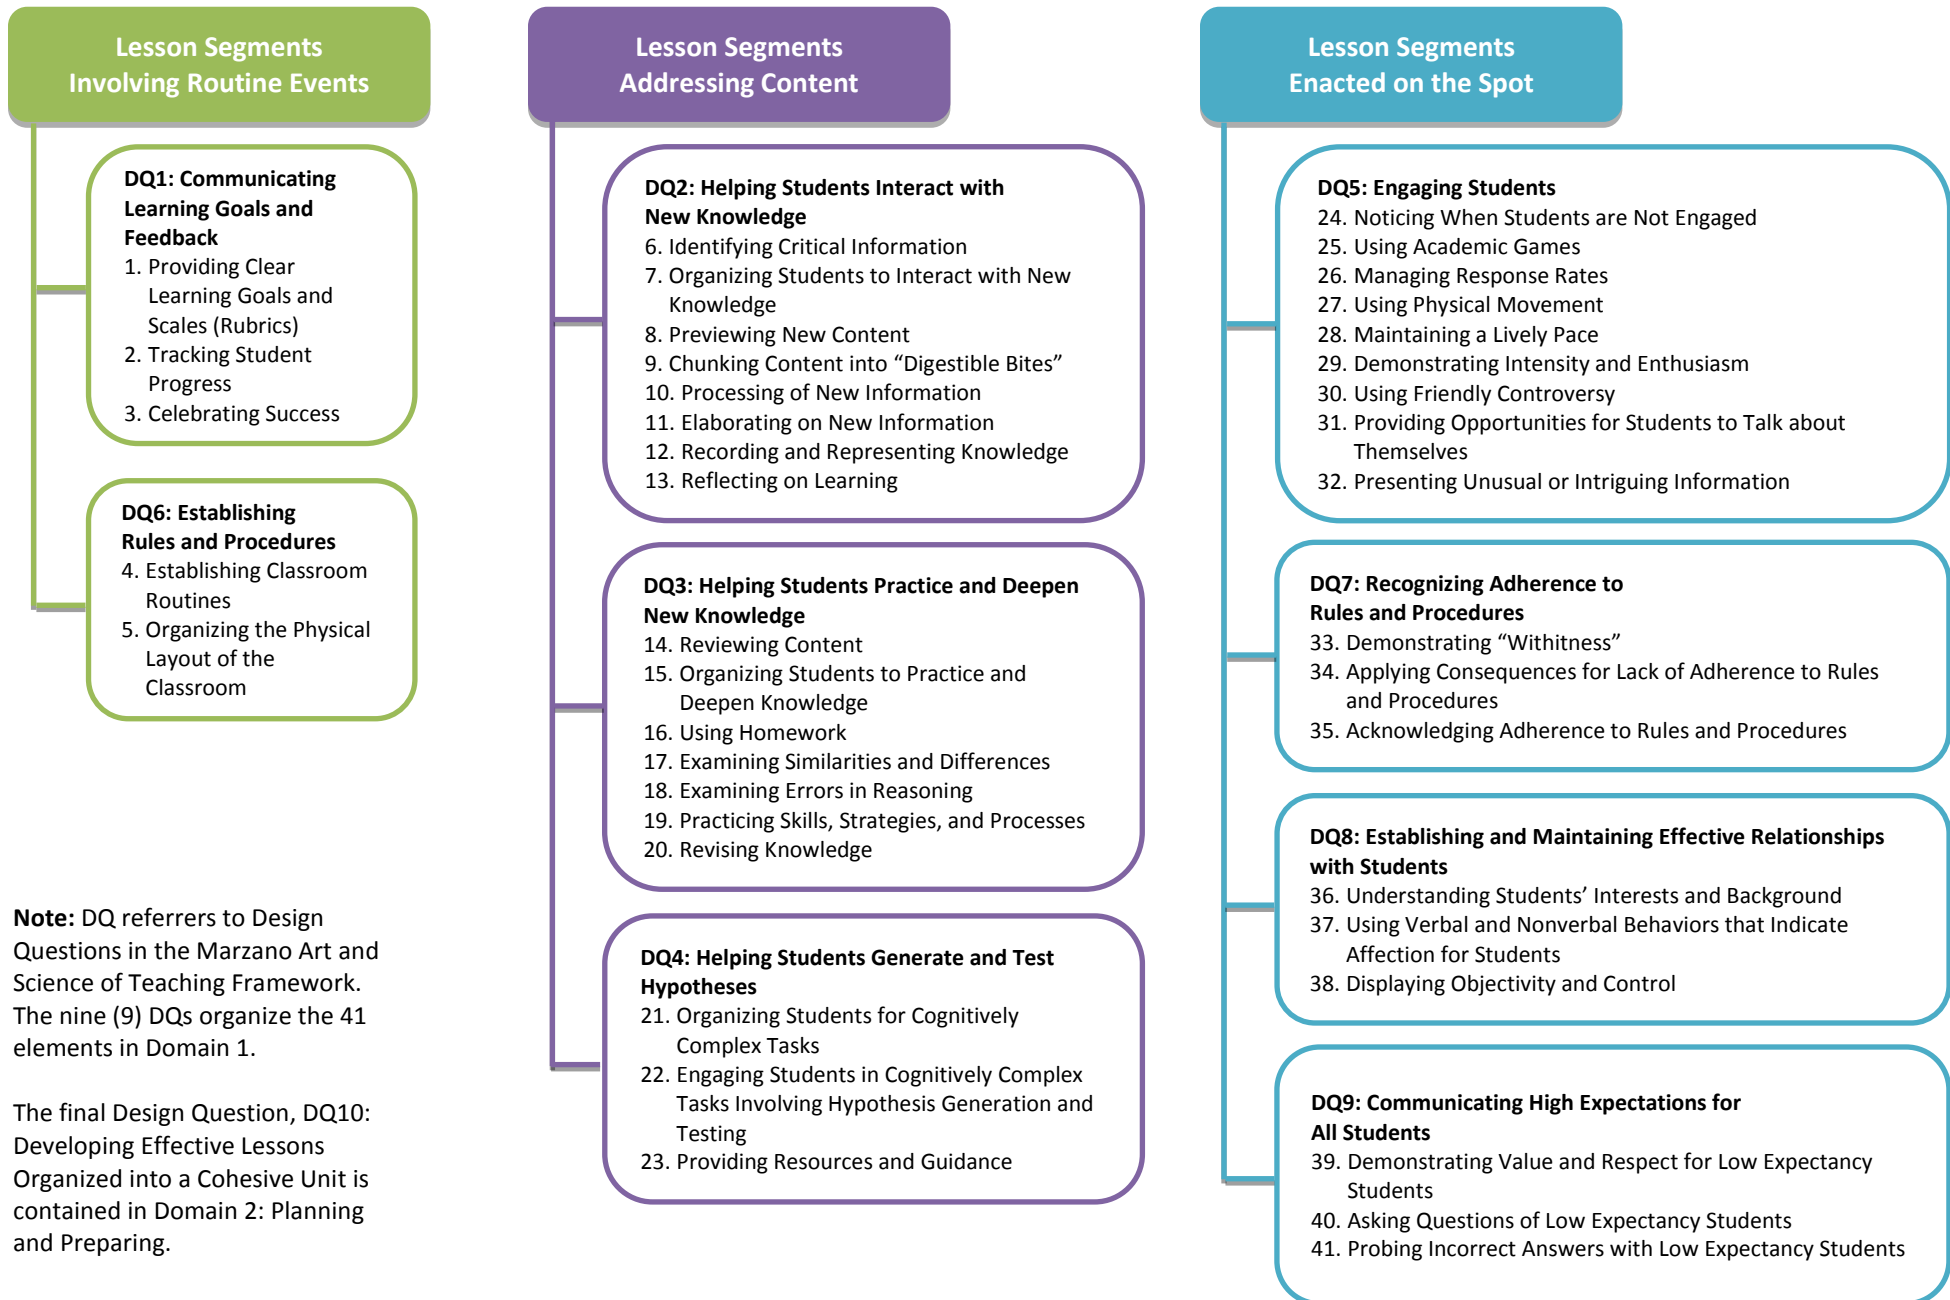 Lesson Segments
Involving Routine Events
DQ1: Communicating
Learning Goals and
Feedback
1. Providing Clear
Learning Goals and
Scales (Rubrics)
2. Tracking Student
Progress
3. Celebrating Success
DQ6: Establishing
Rules and Procedures
4. Establishing Classroom
Routines
5. Organizing the Physical
Layout of the
Classroom
Note: DQ referrers to Design
Questions in the Marzano Art and
Science of Teaching Framework.
The nine (9) DQs organize the 41
elements in Domain 1.
The final Design Question, DQ10:
Developing Effective Lessons
Organized into a Cohesive Unit is
contained in Domain 2: Planning
and Preparing.
Lesson Segments
Addressing Content
DQ2: Helping Students Interact with
New Knowledge
6. Identifying Critical Information
7. Organizing Students to Interact with New
Knowledge
8. Previewing New Content
9. Chunking Content into “Digestible Bites”
10. Processing of New Information
11. Elaborating on New Information
12. Recording and Representing Knowledge
13. Reflecting on Learning
DQ3: Helping Students Practice and Deepen
New Knowledge
14. Reviewing Content
15. Organizing Students to Practice and
Deepen Knowledge
16. Using Homework
17. Examining Similarities and Differences
18. Examining Errors in Reasoning
19. Practicing Skills, Strategies, and Processes
20. Revising Knowledge
DQ4: Helping Students Generate and Test
Hypotheses
21. Organizing Students for Cognitively
Complex Tasks
22. Engaging Students in Cognitively Complex
Tasks Involving Hypothesis Generation and
Testing
23. Providing Resources and Guidance
Lesson Segments
Enacted on the Spot
DQ5: Engaging Students
24. Noticing When Students are Not Engaged
25. Using Academic Games
26. Managing Response Rates
27. Using Physical Movement
28. Maintaining a Lively Pace
29. Demonstrating Intensity and Enthusiasm
30. Using Friendly Controversy
31. Providing Opportunities for Students to Talk about
Themselves
32. Presenting Unusual or Intriguing Information
DQ7: Recognizing Adherence to
Rules and Procedures
33. Demonstrating “Withitness”
34. Applying Consequences for Lack of Adherence to Rules
and Procedures
35. Acknowledging Adherence to Rules and Procedures
DQ8: Establishing and Maintaining Effective Relationships
with Students
36. Understanding Students’ Interests and Background
37. Using Verbal and Nonverbal Behaviors that Indicate
Affection for Students
38. Displaying Objectivity and Control
DQ9: Communicating High Expectations for
All Students
39. Demonstrating Value and Respect for Low Expectancy
Students
40. Asking Questions of Low Expectancy Students
41. Probing Incorrect Answers with Low Expectancy Students